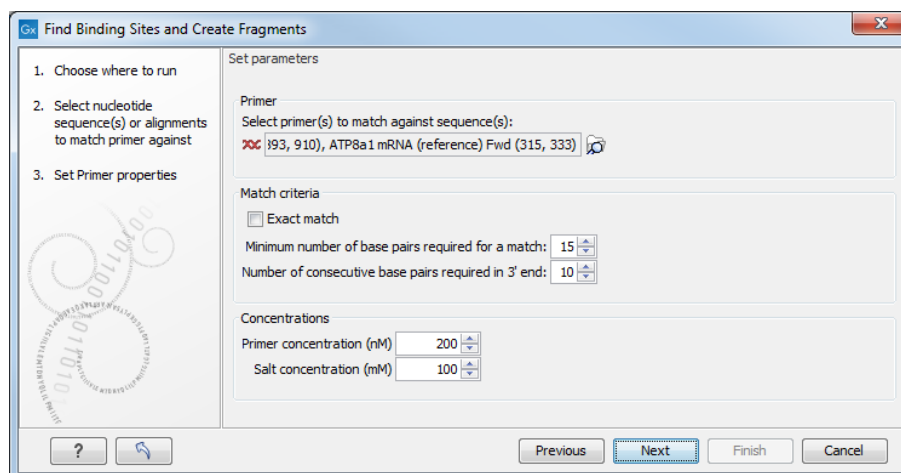 Gx Find Binding Sites and Create Fragments
1. Choose where to run
2. Select nucleotide
sequence(s) or alignments
to match primer against
3. Set Primer properties
Set parameters
Primer
Select primer(s) to match against sequence(s):
393, 910), ATP8a1 mRNA (reference) Fwd (315, 333)
Match criteria
Exact match
Minimum number of base pairs required for a match: 15
Number of consecutive base pairs required in 3' end: 10
Concentrations
Primer concentration (nM) 200
Salt concentration (mM) 100
?
Previous
Next
Finish
Cancel